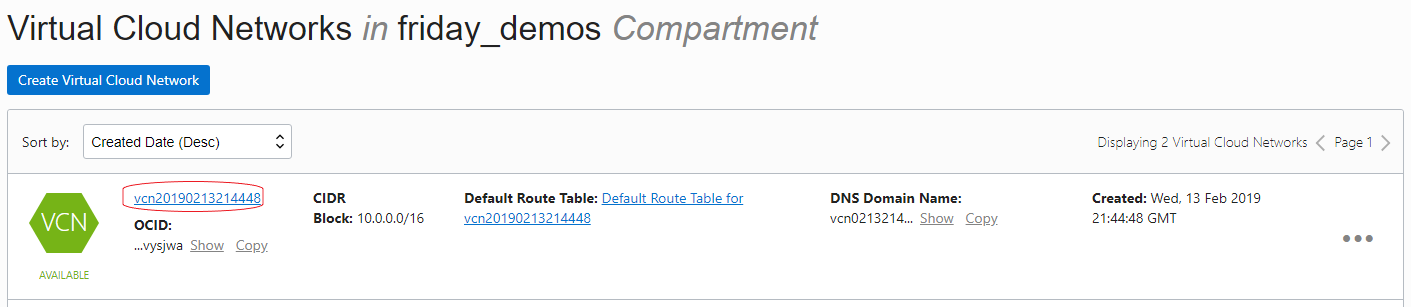 Virtual Cloud Networks in friday_demos Compartment
Create Virtual Cloud Network
Sort by: Created Date (Desc) Displaying 2 Virtual Cloud Networks Page 1
VCN
AVAILABLE
vcn20190213214448
OCID:
...vysjwa Show Copy
CIDR
Block: 10.0.0.0/16
Default Route Table: Default Route Table for
vcn20190213214448
DNS Domain Name:
vcn0213214... Show Copy
Created: Wed, 13 Feb 2019
21:44:48 GMT